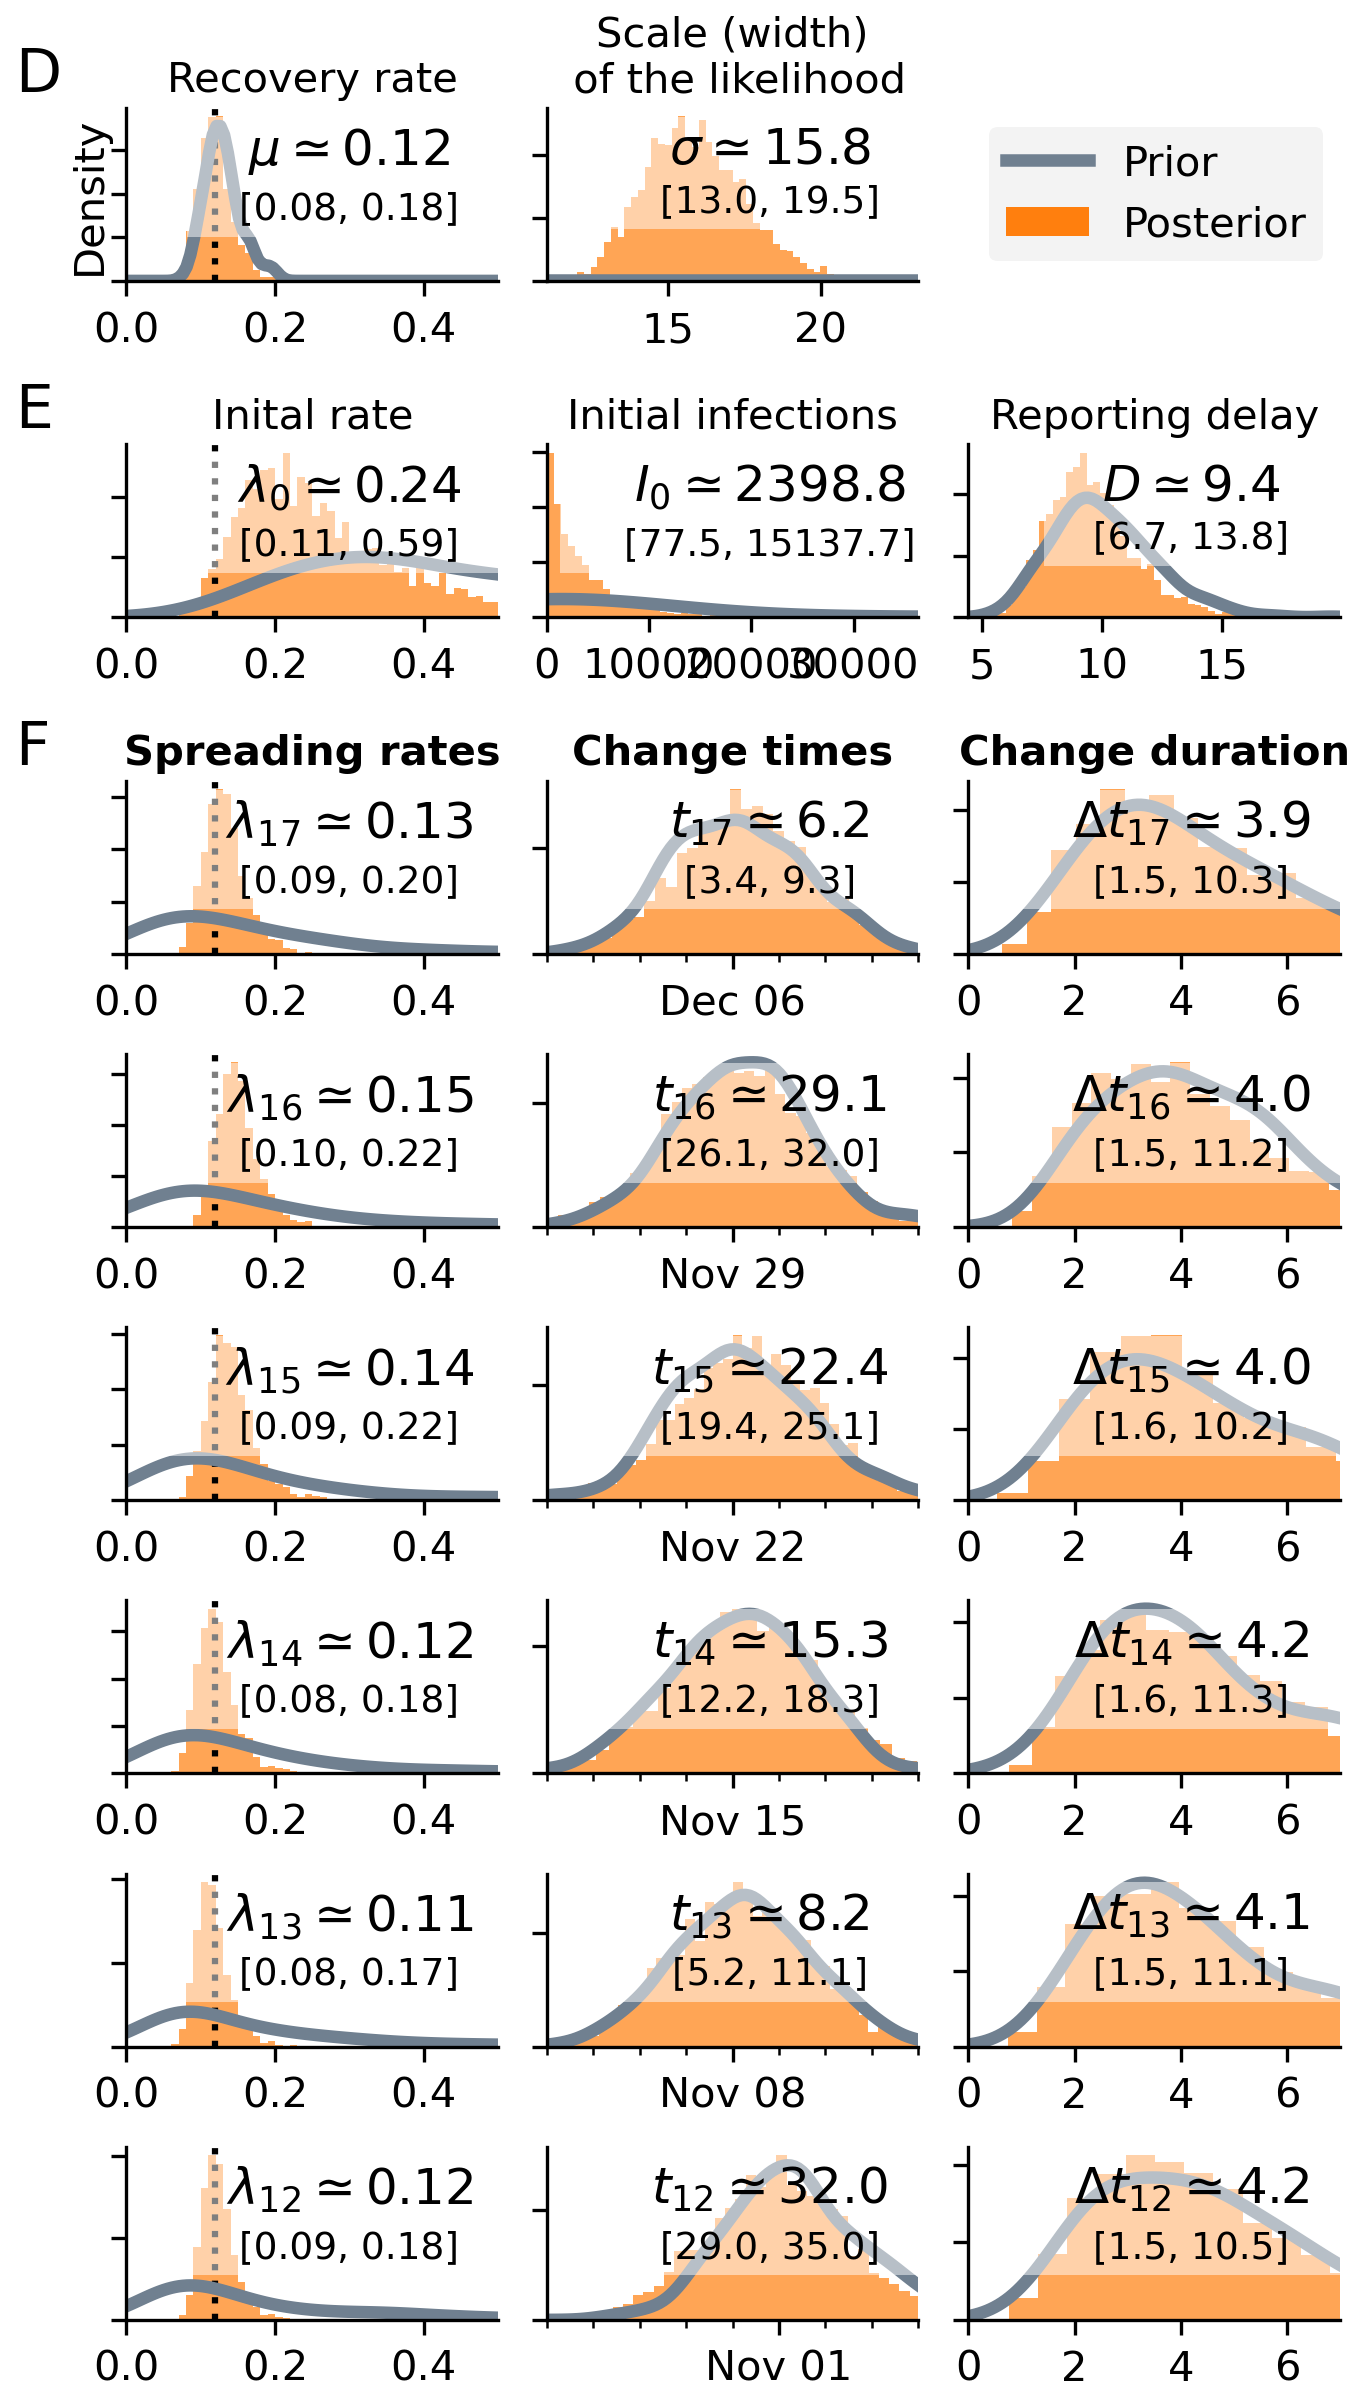 D
Recovery rate
Scale (width)
of the likelihood
Density
μ ≃ 0.12
[0.08, 0.18]
0.0 0.2 0.4
σ ≃ 15.8
[13.0, 19.5]
15 20
Prior
Posterior
E
Inital rate
Initial infections
Reporting delay
λ₀ ≃ 0.24
[0.11, 0.59]
0.0 0.2 0.4
I₀ ≃ 2398.8
[77.5, 15137.7]
0 10000 20000 30000
D ≃ 9.4
[6.7, 13.8]
5 10 15
F
Spreading rates
Change times
Change duration
λ₁₇ ≃ 0.13
[0.09, 0.20]
0.0 0.2 0.4
t₁₇ ≃ 6.2
[3.4, 9.3]
Dec 06
Δt₁₇ ≃ 3.9
[1.5, 10.3]
0 2 4 6
λ₁₆ ≃ 0.15
[0.10, 0.22]
0.0 0.2 0.4
t₁₆ ≃ 29.1
[26.1, 32.0]
Nov 29
Δt₁₆ ≃ 4.0
[1.5, 11.2]
0 2 4 6
λ₁₅ ≃ 0.14
[0.09, 0.22]
0.0 0.2 0.4
t₁₅ ≃ 22.4
[19.4, 25.1]
Nov 22
Δt₁₅ ≃ 4.0
[1.6, 10.2]
0 2 4 6
λ₁₄ ≃ 0.12
[0.08, 0.18]
0.0 0.2 0.4
t₁₄ ≃ 15.3
[12.2, 18.3]
Nov 15
Δt₁₄ ≃ 4.2
[1.6, 11.3]
0 2 4 6
λ₁₃ ≃ 0.11
[0.08, 0.17]
0.0 0.2 0.4
t₁₃ ≃ 8.2
[5.2, 11.1]
Nov 08
Δt₁₃ ≃ 4.1
[1.5, 11.1]
0 2 4 6
λ₁₂ ≃ 0.12
[0.09, 0.18]
0.0 0.2 0.4
t₁₂ ≃ 32.0
[29.0, 35.0]
Nov 01
Δt₁₂ ≃ 4.2
[1.5, 10.5]
0 2 4 6